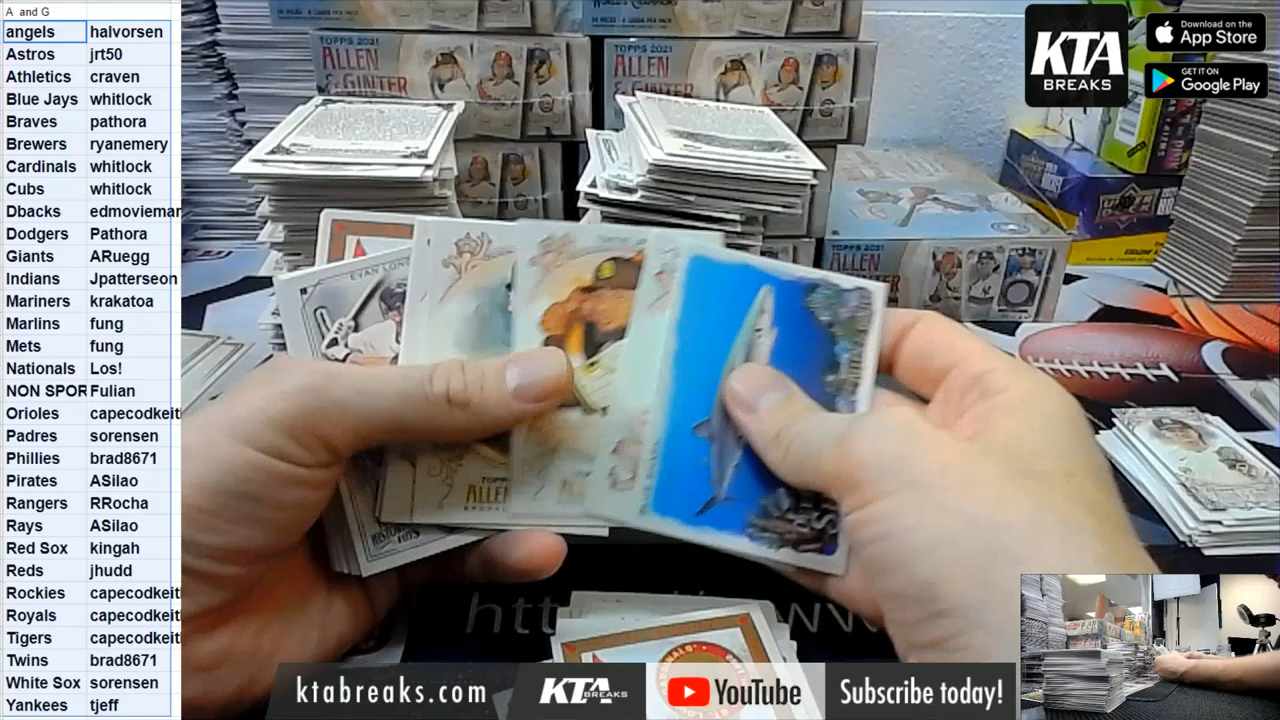 A and G
angels halvorsen
Astros jrt50
Athletics craven
Blue Jays whitlock
Braves pathora
Brewers ryanemery
Cardinals whitlock
Cubs whitlock
Dbacks edmoviemar
Dodgers Pathora
Giants ARuegg
Indians Jpatterseon
Mariners krakatoa
Marlins fung
Mets fung
Nationals Los!
NON SPOR Fulian
Orioles capecodkeit
Padres sorensen
Phillies brad8671
Pirates ASilao
Rangers RRocha
Rays ASilao
Red Sox kingah
Reds jhudd
Rockies capecodkeit
Royals capecodkeit
Tigers capecodkeit
Twins brad8671
White Sox sorensen
Yankees tjeff
TOPPS 2021
ALLEN
& GINTER
TOPPS 2021
ALLEN
& GINTER
KTA
BREAKS
Download on the
App Store
GET IT ON
Google Play
TOPPS 2021
ALLEN
EVAN LON
TOPP
ALLEN
ktabreaks.com
KTA BREAKS
YouTube
Subscribe today!